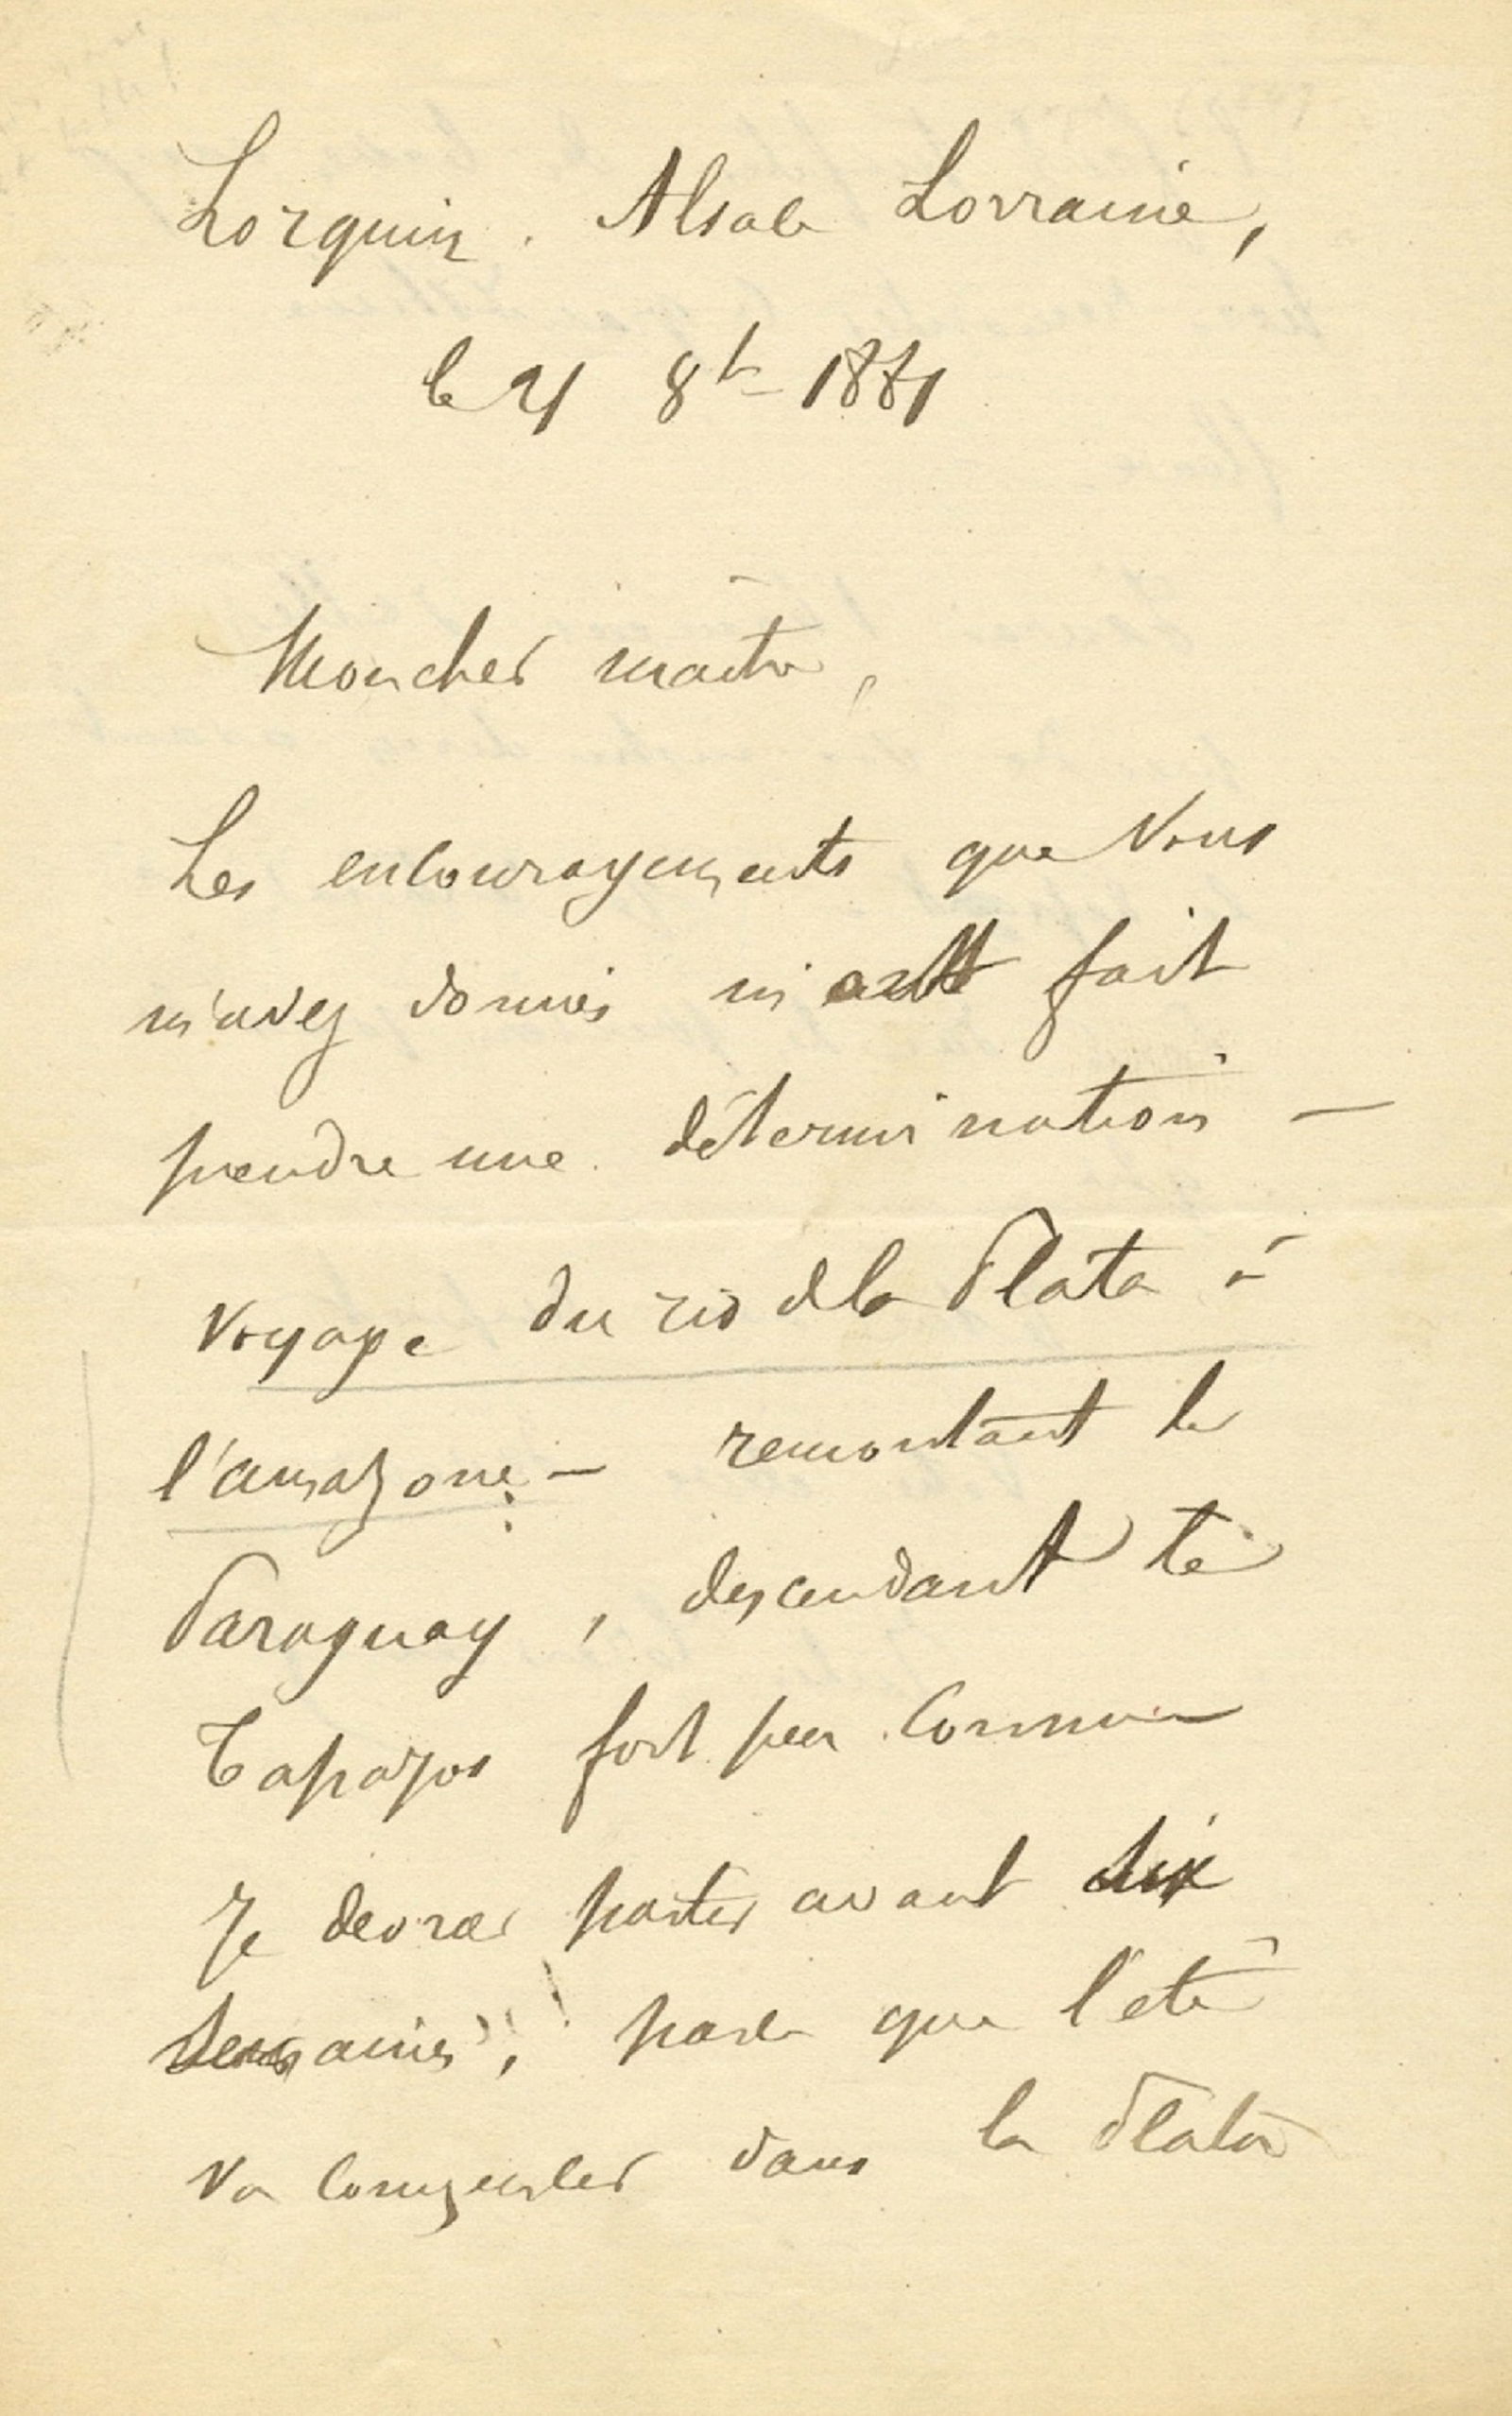 Lorquin. Alsace Lorraine,
le 21 8bre 1881
Mon cher maître,
Les encouragements que vous
m'avez donnés m'ont fait
prendre une détermination —
voyage du rio de la Plata à
l'amazone — remontant le
Paraguay, descendant le
Tapajos fort peu connu
Je devrai partir avant dix
semaines, parce que l'été
va commencer dans la Plata